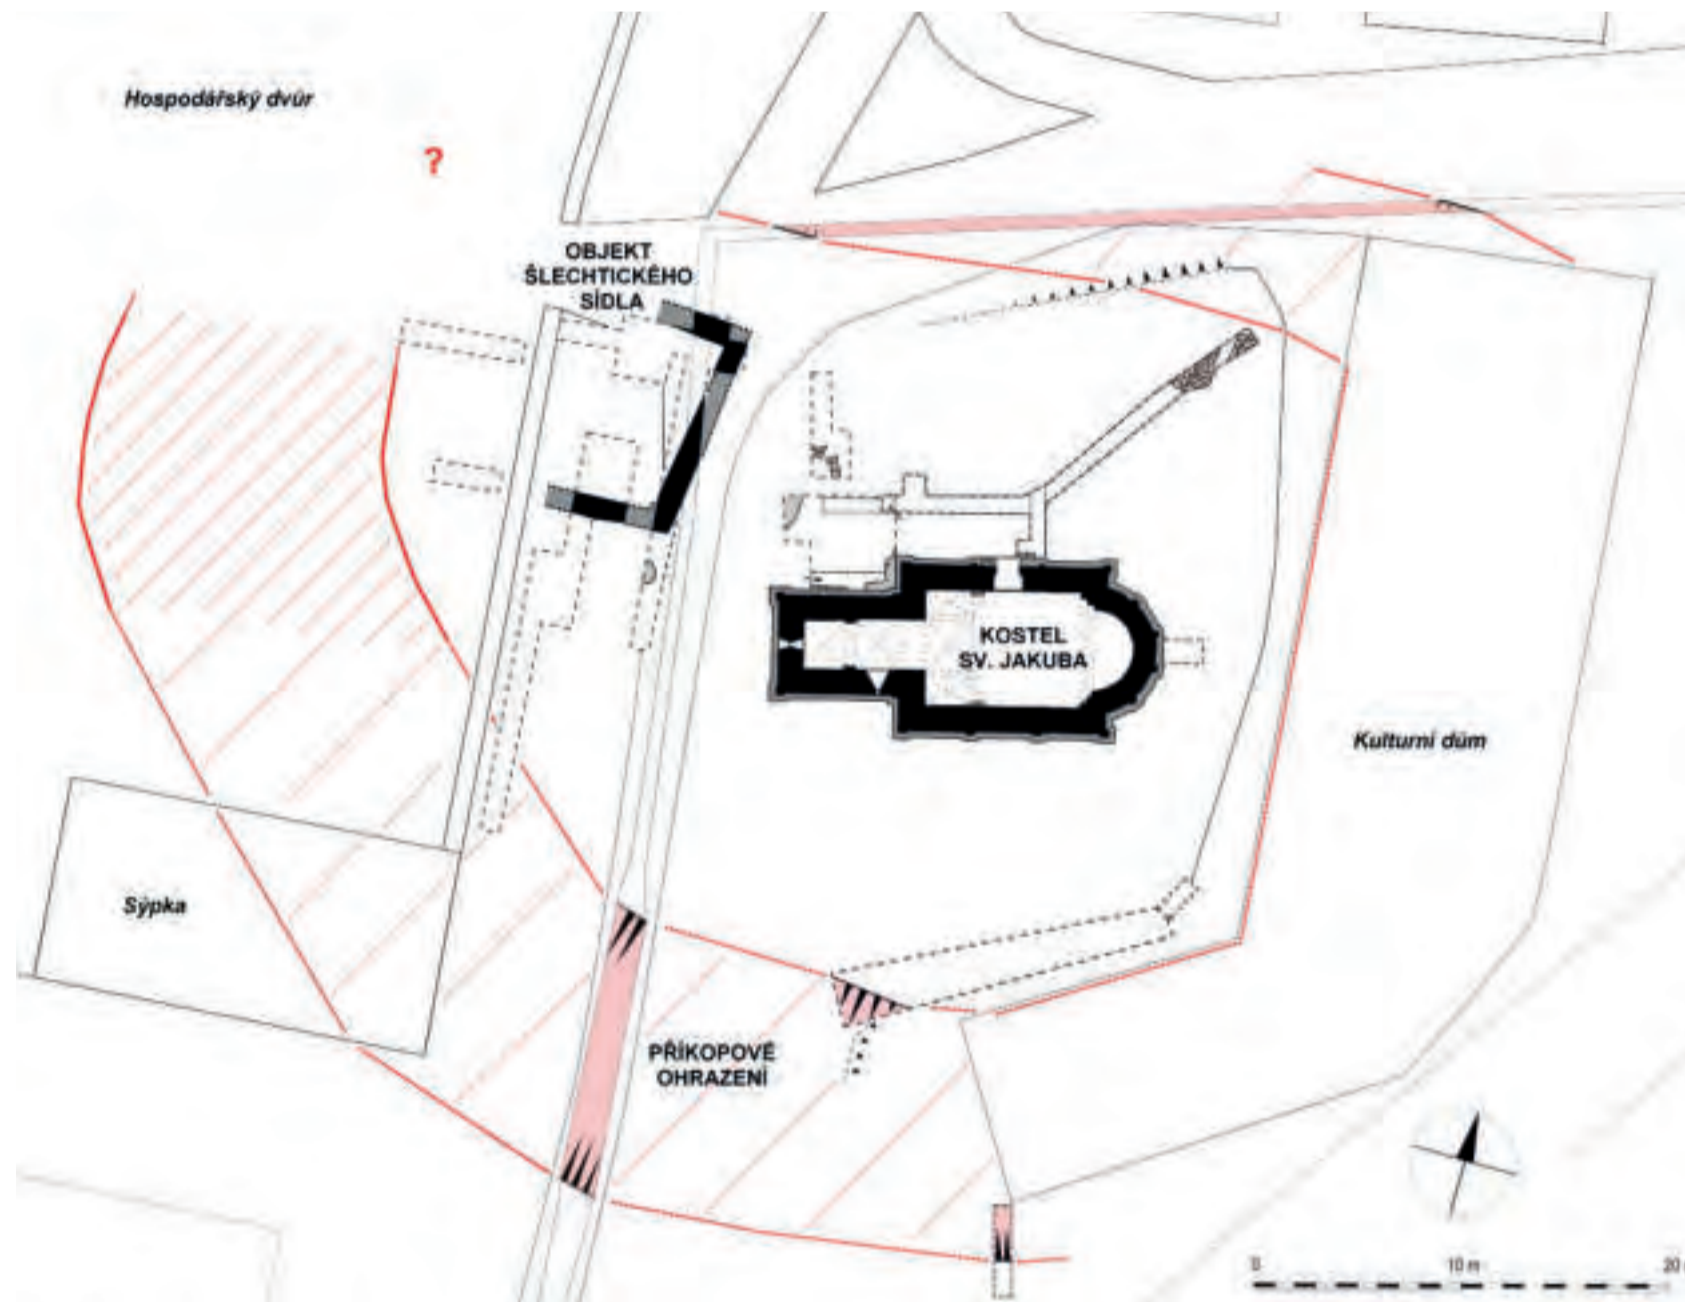 Hospodářský dvůr
?
OBJEKT
ŠLECHTICKÉHO
SÍDLA
KOSTEL
SV. JAKUBA
Kulturní dům
Sýpka
PŘÍKOPOVÉ
OHRAZENÍ
0 10 m 20